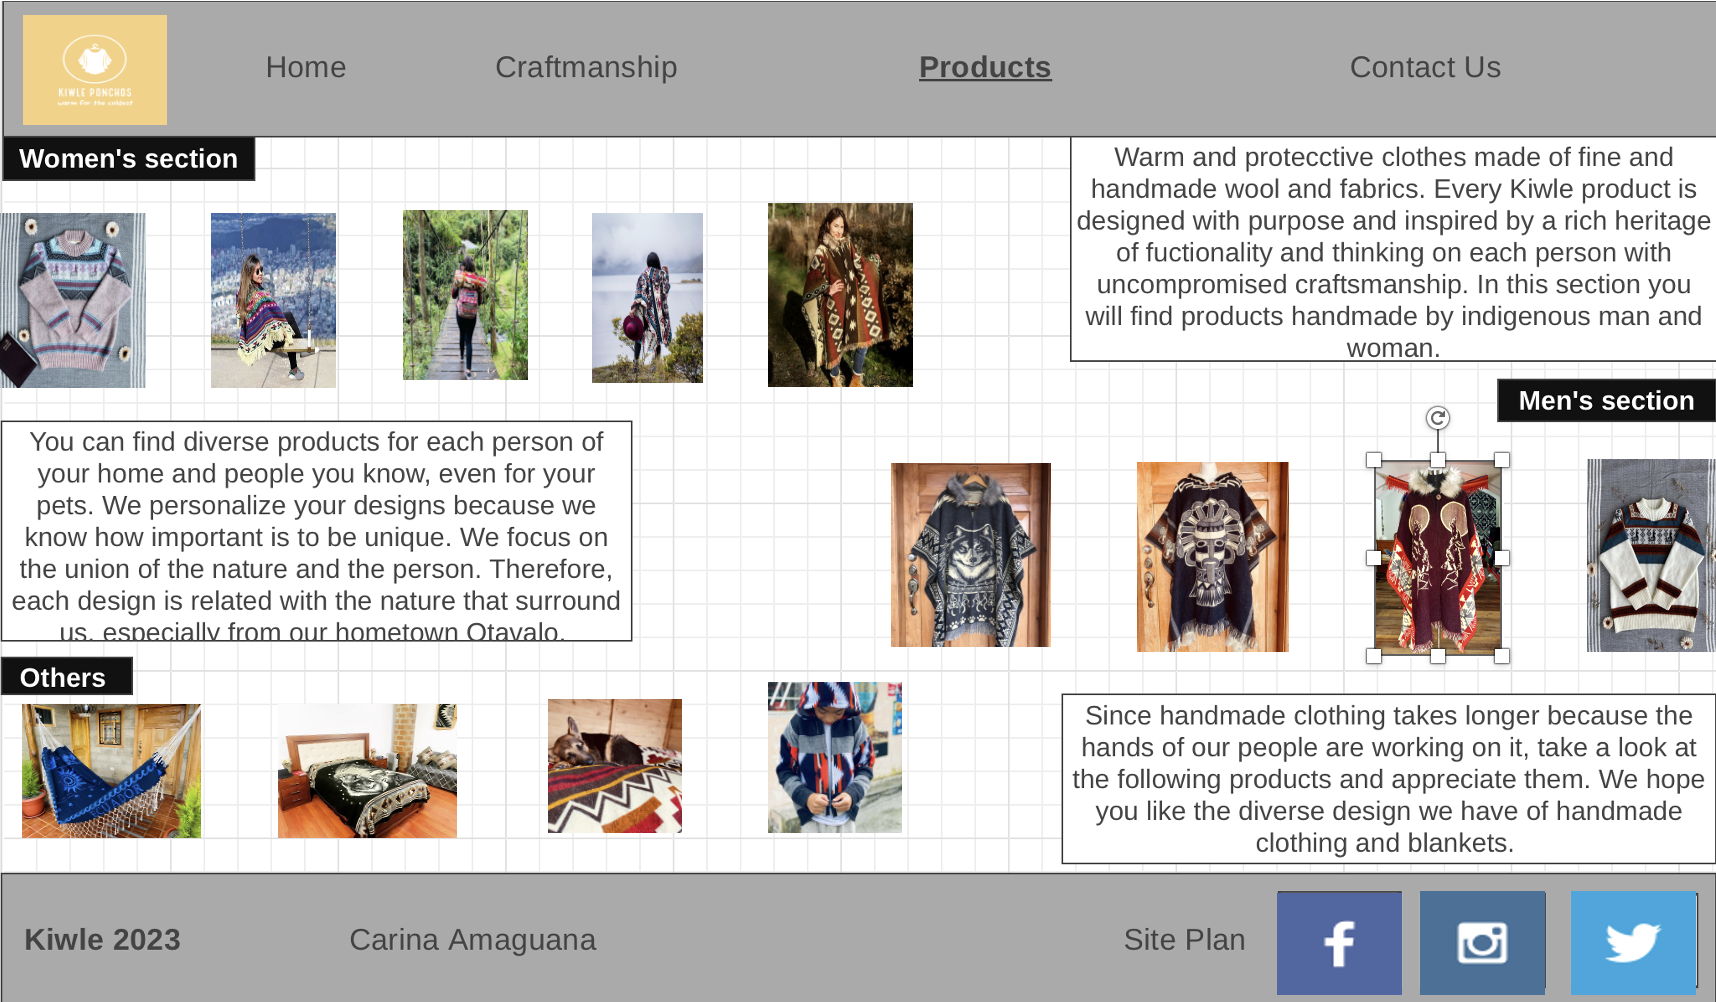 KIWLE PONCHOS
warm for the coldest
Home
Craftmanship
Products
Contact Us
Women's section
Warm and protecctive clothes made of fine and
handmade wool and fabrics. Every Kiwle product is
designed with purpose and inspired by a rich heritage
of fuctionality and thinking on each person with
uncompromised craftsmanship. In this section you
will find products handmade by indigenous man and
woman.
Men's section
You can find diverse products for each person of
your home and people you know, even for your
pets. We personalize your designs because we
know how important is to be unique. We focus on
the union of the nature and the person. Therefore,
each design is related with the nature that surround
us, especially from our hometown Otavalo.
Others
Since handmade clothing takes longer because the
hands of our people are working on it, take a look at
the following products and appreciate them. We hope
you like the diverse design we have of handmade
clothing and blankets.
Kiwle 2023
Carina Amaguana
Site Plan